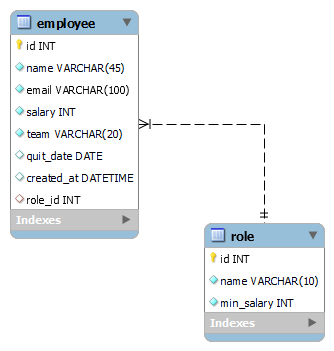 employee
id INT
name VARCHAR(45)
email VARCHAR(100)
salary INT
team VARCHAR(20)
quit_date DATE
created_at DATETIME
role_id INT
Indexes
role
id INT
name VARCHAR(10)
min_salary INT
Indexes